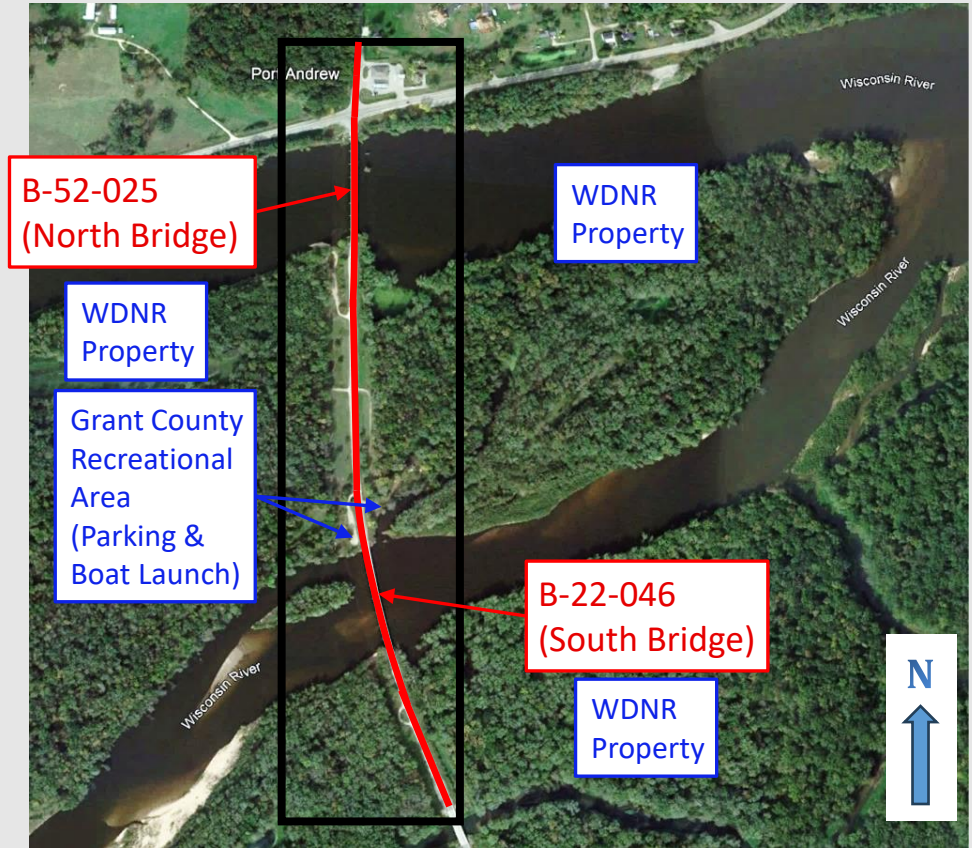 Port Andrew
Wisconsin River
B-52-025
(North Bridge)
WDNR
Property
WDNR
Property
Wisconsin River
Grant County
Recreational
Area
(Parking &
Boat Launch)
B-22-046
(South Bridge)
Wisconsin River
WDNR
Property
N